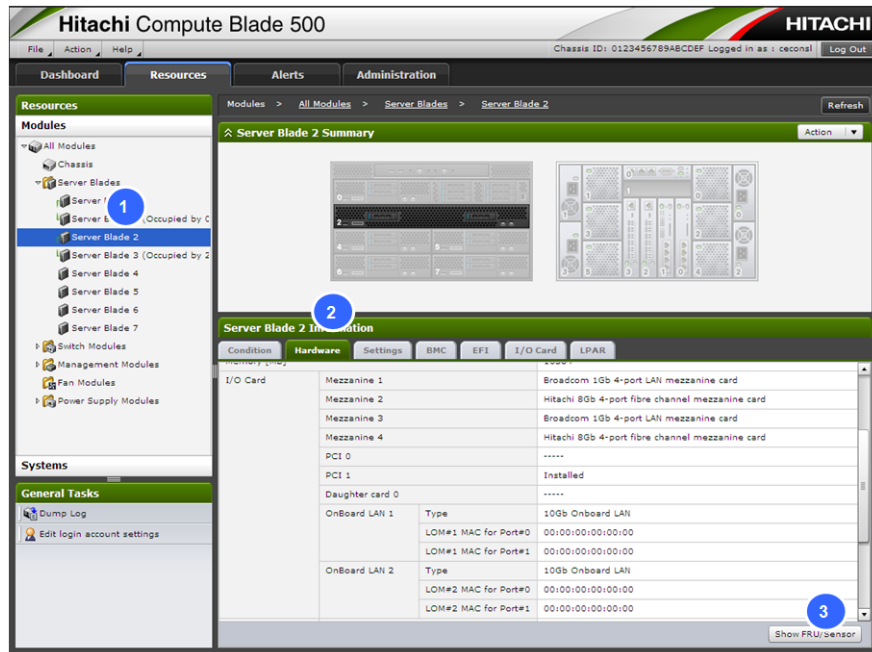 Hitachi Compute Blade 500
HITACHI
File Action Help
Chassis ID: 0123456789ABCDEF Logged in as : ceconsl Log Out
Dashboard Resources Alerts Administration
Resources
Modules
All Modules
Chassis
Server Blades
Server
Server (Occupied by
Server Blade 2
Server Blade 3 (Occupied by 2
Server Blade 4
Server Blade 5
Server Blade 6
Server Blade 7
Switch Modules
Management Modules
Fan Modules
Power Supply Modules
Systems
General Tasks
Dump Log
Edit login account settings
1
Modules > All Modules > Server Blades > Server Blade 2
Refresh
Server Blade 2 Summary
Action
2
Server Blade 2
Condition Hardware Settings BMC EFI I/O Card LPAR
I/O Card Mezzanine 1 Broadcom 1Gb 4-port LAN mezzanine card
Mezzanine 2 Hitachi 8Gb 4-port fibre channel mezzanine card
Mezzanine 3 Broadcom 1Gb 4-port LAN mezzanine card
Mezzanine 4 Hitachi 8Gb 4-port fibre channel mezzanine card
PCI 0 -----
PCI 1 Installed
Daughter card 0 -----
OnBoard LAN 1 Type 10Gb Onboard LAN
LOM#1 MAC for Port#0 00:00:00:00:00:00
LOM#1 MAC for Port#1 00:00:00:00:00:00
OnBoard LAN 2 Type 10Gb Onboard LAN
LOM#2 MAC for Port#0 00:00:00:00:00:00
LOM#2 MAC for Port#1 00:00:00:00:00:00
3
Show FRU/Sensor